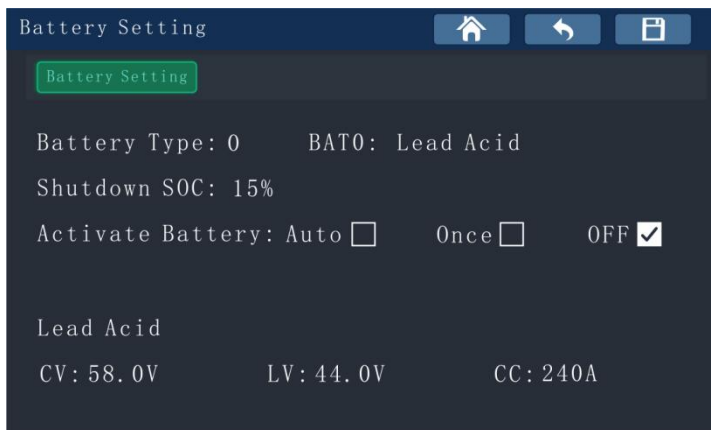 Battery Setting
Battery Setting
Battery Type: 0 BAT0: Lead Acid
Shutdown SOC: 15%
Activate Battery: Auto Once OFF
Lead Acid
CV: 58.0V LV: 44.0V CC: 240A